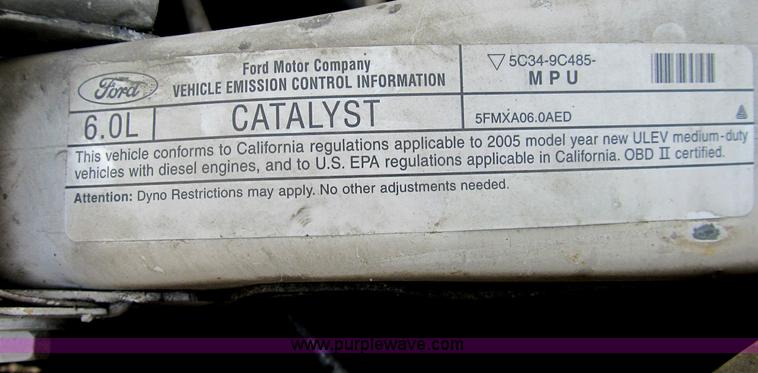 Ford
Ford Motor Company
VEHICLE EMISSION CONTROL INFORMATION
▽ 5C34-9C485-
MPU
6.0L
CATALYST
5FMXA06.0AED
This vehicle conforms to California regulations applicable to 2005 model year new ULEV medium-duty
vehicles with diesel engines, and to U.S. EPA regulations applicable in California. OBD II certified.
Attention: Dyno Restrictions may apply. No other adjustments needed.
www.purplewave.com